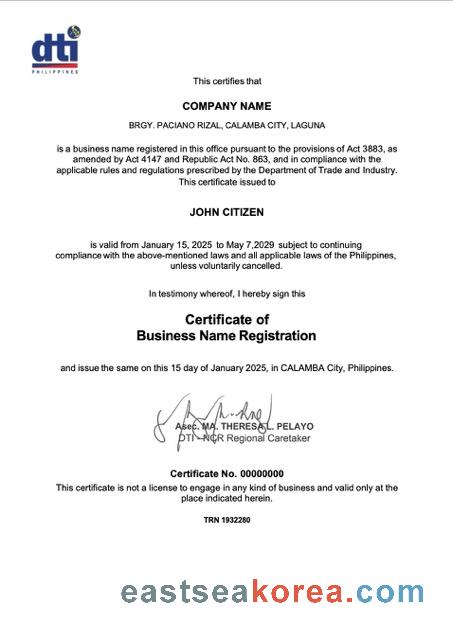 dti
PHILIPPINES
This certifies that
COMPANY NAME
BRGY. PACIANO RIZAL, CALAMBA CITY, LAGUNA
is a business name registered in this office pursuant to the provisions of Act 3883, as
amended by Act 4147 and Republic Act No. 863, and in compliance with the
applicable rules and regulations prescribed by the Department of Trade and Industry.
This certificate issued to
JOHN CITIZEN
is valid from January 15, 2025 to May 7,2029 subject to continuing
compliance with the above-mentioned laws and all applicable laws of the Philippines,
unless voluntarily cancelled.
In testimony whereof, I hereby sign this
Certificate of
Business Name Registration
and issue the same on this 15 day of January 2025, in CALAMBA City, Philippines.
Asec. MA. THERESA L. PELAYO
DTI - NCR Regional Caretaker
Certificate No. 00000000
This certificate is not a license to engage in any kind of business and valid only at the
place indicated herein.
TRN 1932280
eastseakorea.com